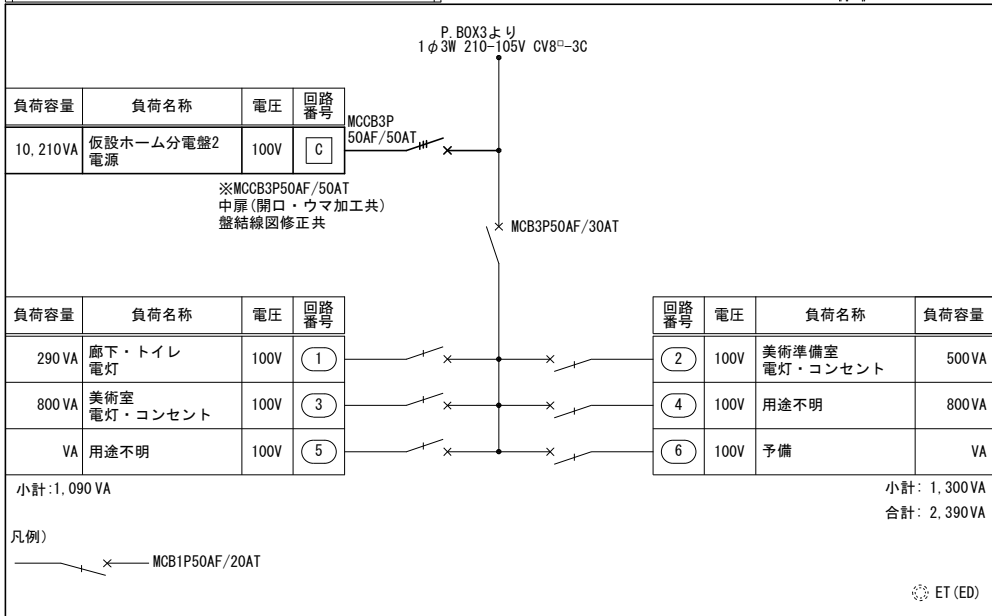 P.BOX3より
1φ3W 210-105V CV8□-3C
負荷容量 負荷名称 電圧 回路番号
MCCB3P
50AF/50AT
10,210VA 仮設ホーム分電盤2 電源 100V C
※MCCB3P50AF/50AT
中扉(開口・ウマ加工共)
盤結線図修正共
MCB3P50AF/30AT
負荷容量 負荷名称 電圧 回路番号
290VA 廊下・トイレ 電灯 100V 1
800VA 美術室 電灯・コンセント 100V 3
VA 用途不明 100V 5
小計:1,090VA
回路番号 電圧 負荷名称 負荷容量
2 100V 美術準備室 電灯・コンセント 500VA
4 100V 用途不明 800VA
6 100V 予備 VA
小計: 1,300VA
合計: 2,390VA
凡例)
MCB1P50AF/20AT
ET(ED)